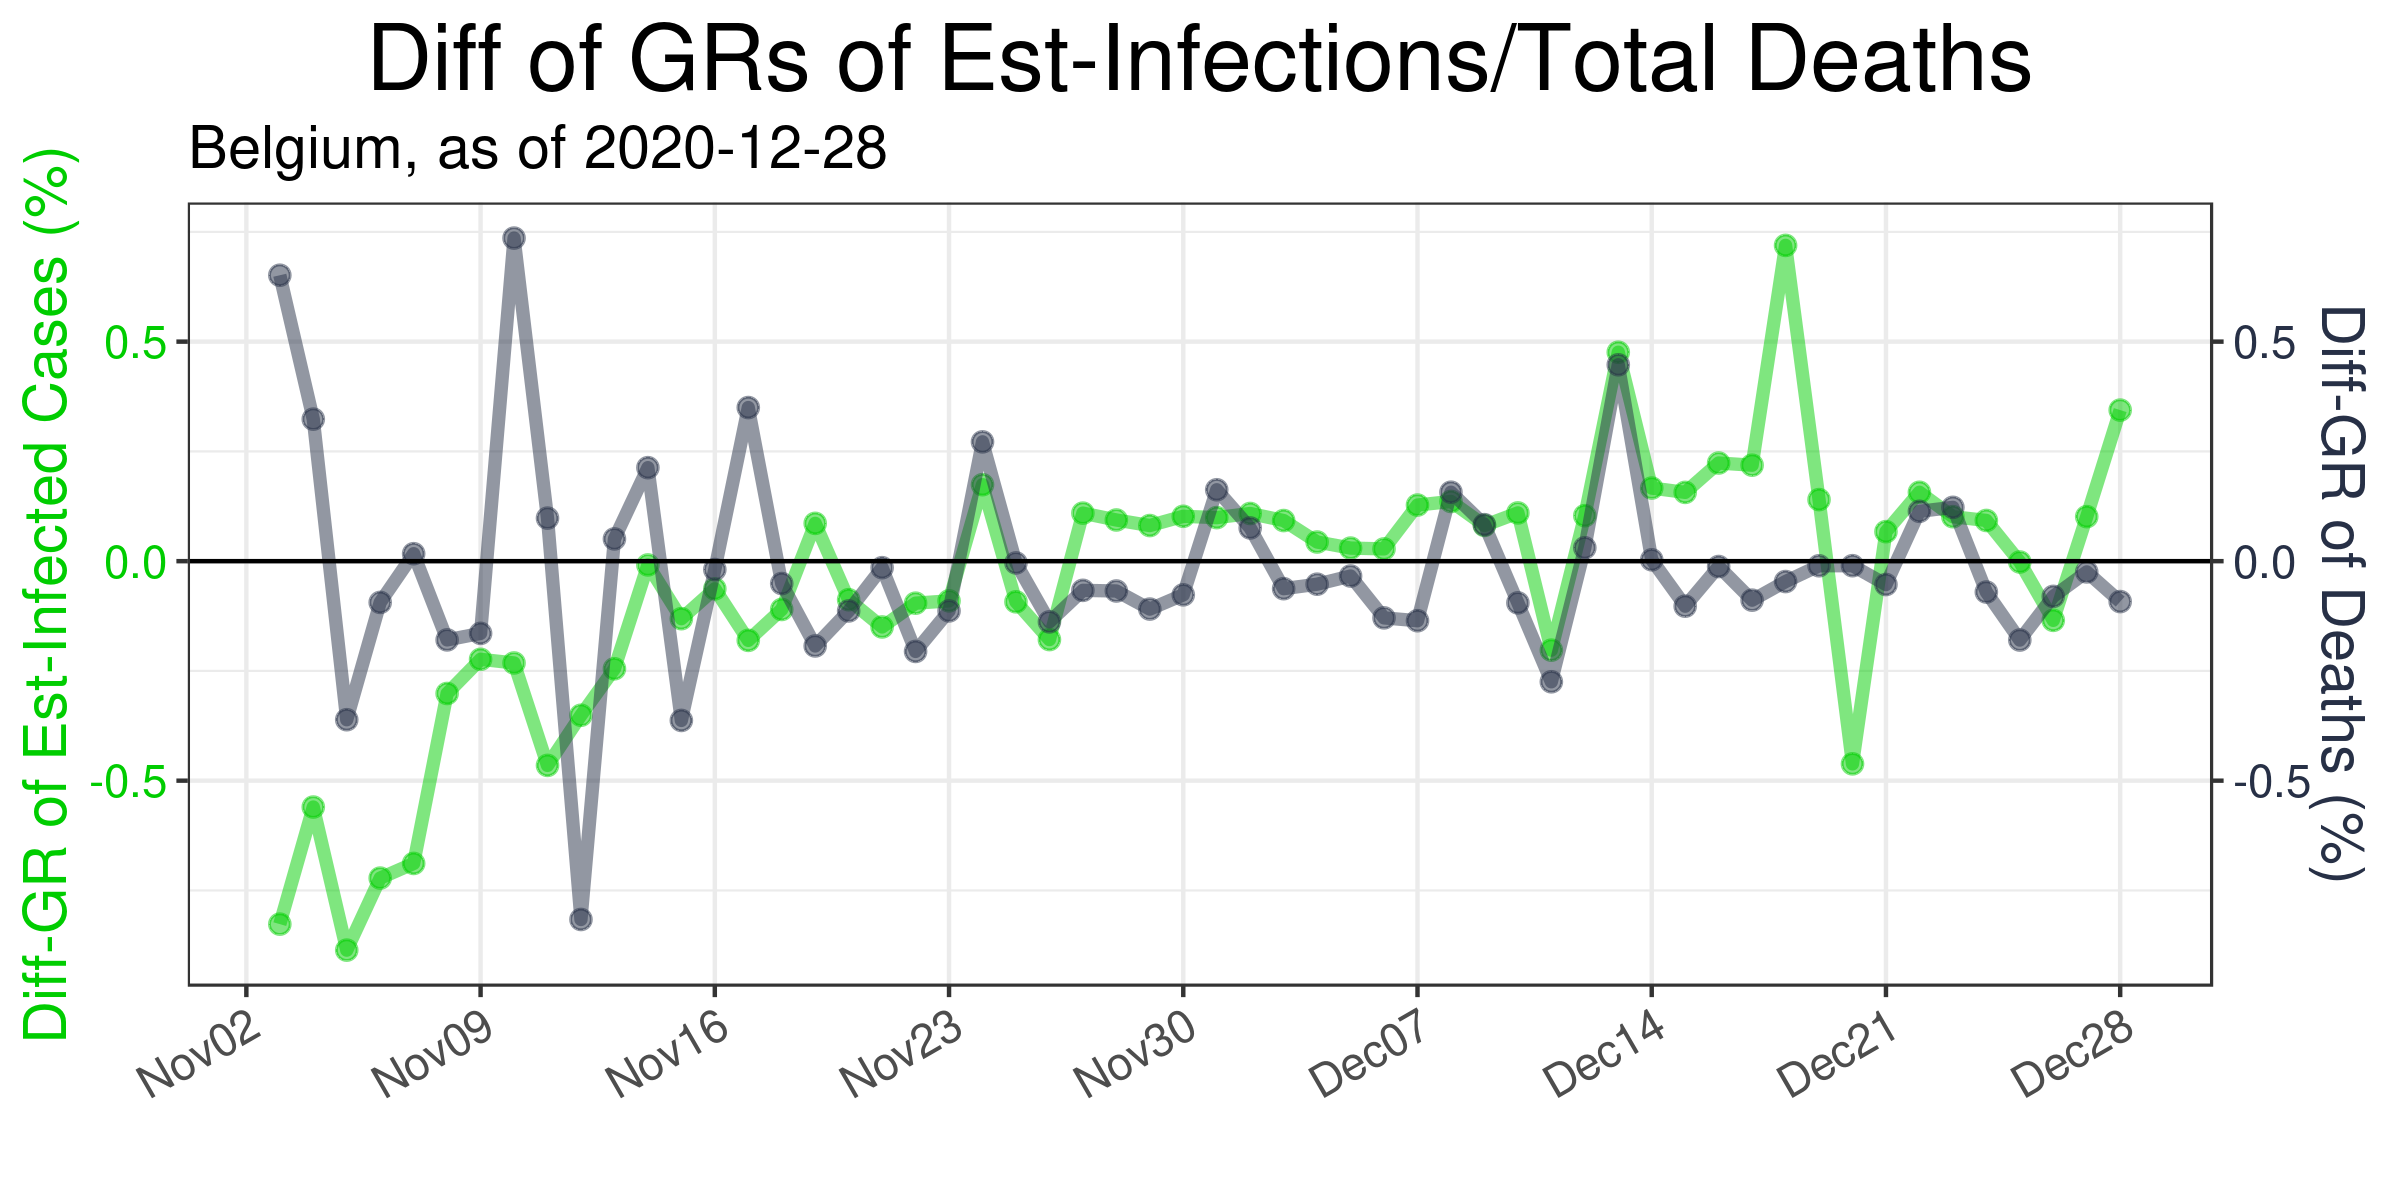 Diff of GRs of Est-Infections/Total Deaths
Belgium, as of 2020-12-28
Diff-GR of Est-Infected Cases (%)
0.5
0.0
-0.5
0.5
0.0
-0.5
Diff-GR of Deaths (%)
Nov02
Nov09
Nov16
Nov23
Nov30
Dec07
Dec14
Dec21
Dec28